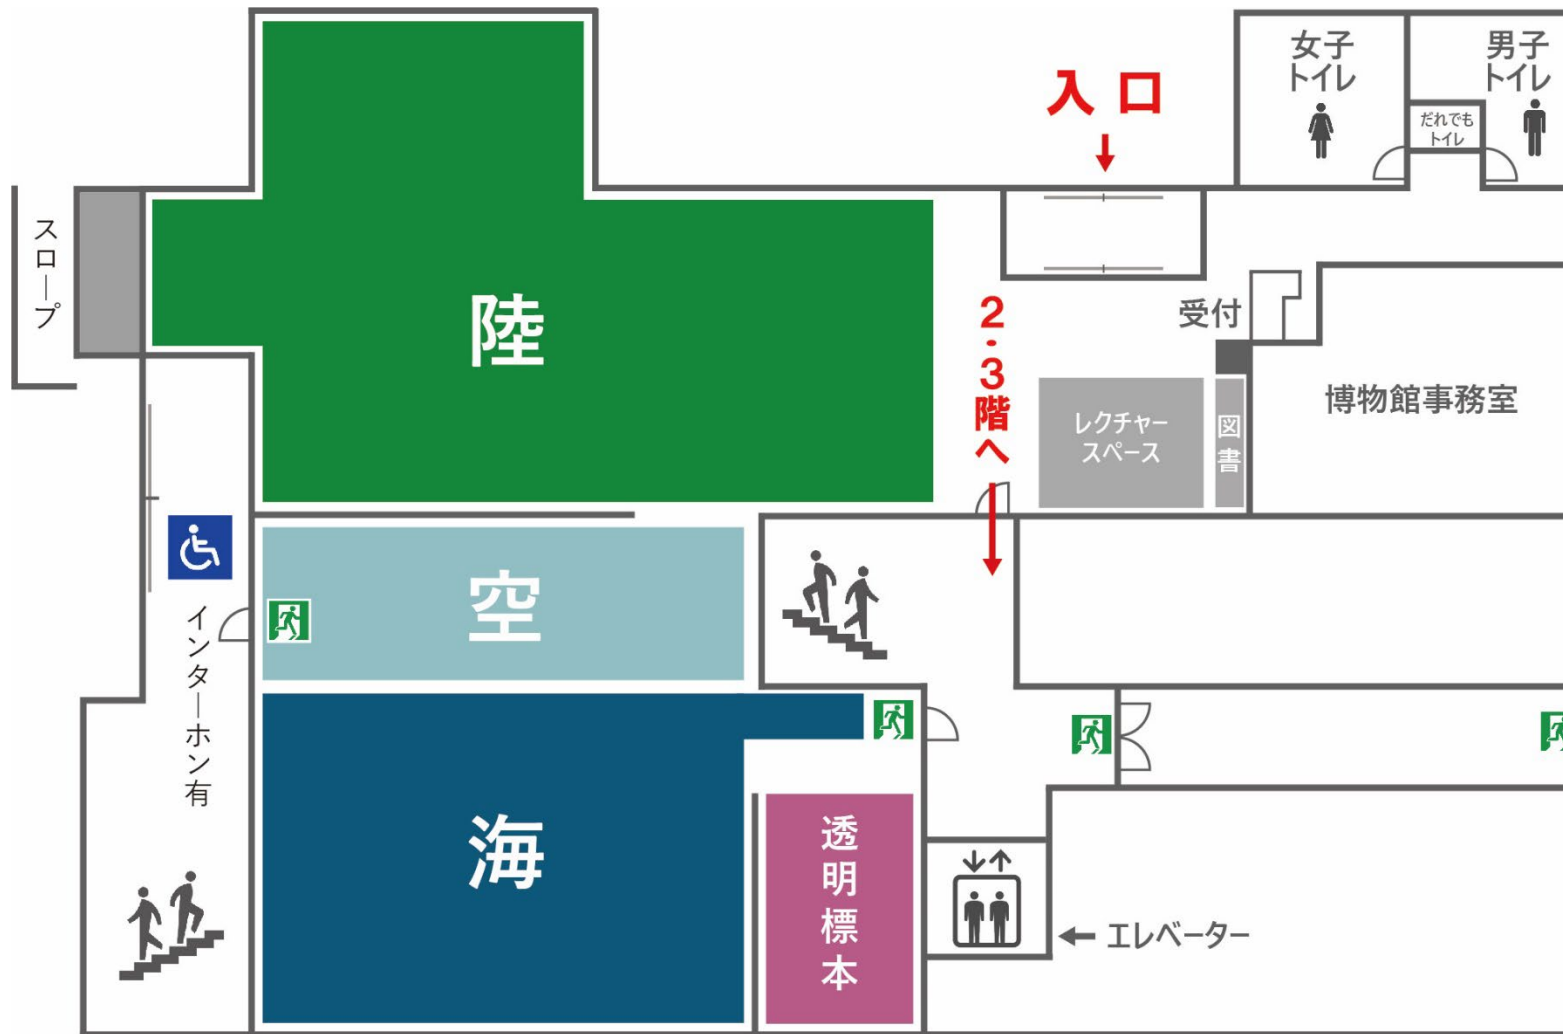 入口
女子
トイレ
男子
トイレ
だれでも
トイレ
スロープ
陸
2・3階へ
受付
レクチャー
スペース
図書
博物館事務室
空
インターホン有
海
透明標本
エレベーター